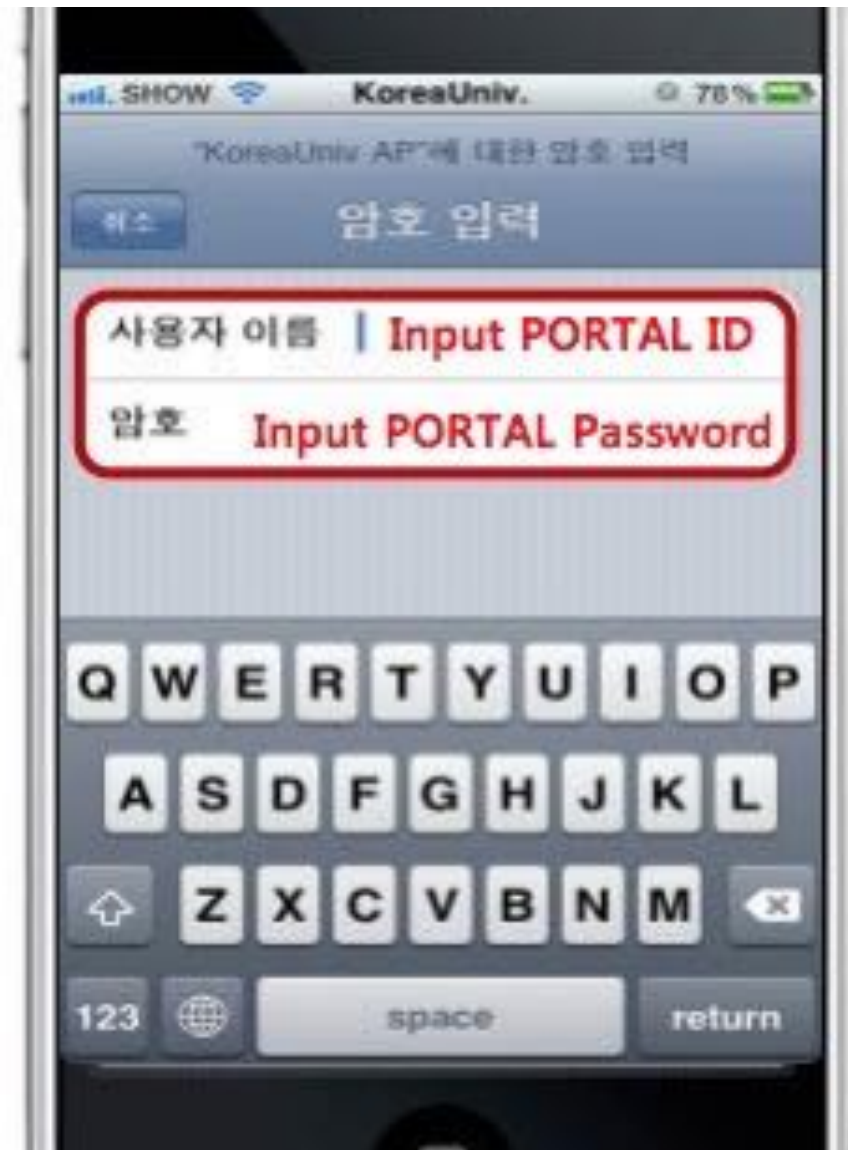 SHOW KoreaUniv. 78%
"KoreaUniv AP"에 대한 암호 입력
취소 암호 입력
사용자 이름 Input PORTAL ID
암호 Input PORTAL Password
Q W E R T Y U I O P
A S D F G H J K L
Z X C V B N M
123 space return